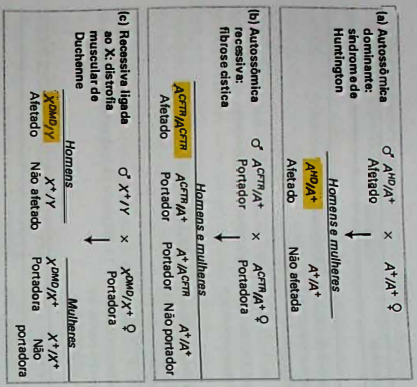 (a) Autossômica
dominante:
síndrome de
Huntington
♂ A^HD/A^+ × A^+/A^+ ♀
Afetado
Homens e mulheres
A^HD/A^+ A^+/A^+
Afetado Não afetada
(b) Autossômica
recessiva:
fibrose cística
♂ A^CFTR/A^+ × A^CFTR/A^+ ♀
Portador Portadora
Homens e mulheres
A^CFTR/A^CFTR A^CFTR/A^+ A^+/A^CFTR A^+/A^+
Afetado Portador Portador Não portador
(c) Recessiva ligada
ao X: distrofia
muscular de
Duchenne
♂ X^+/Y × X^DMD/X^+ ♀
Portadora
Homens Mulheres
X^DMD/Y X^+/Y X^DMD/X^+ X^+/X^+
Afetado Não afetado Portadora Não
portadora